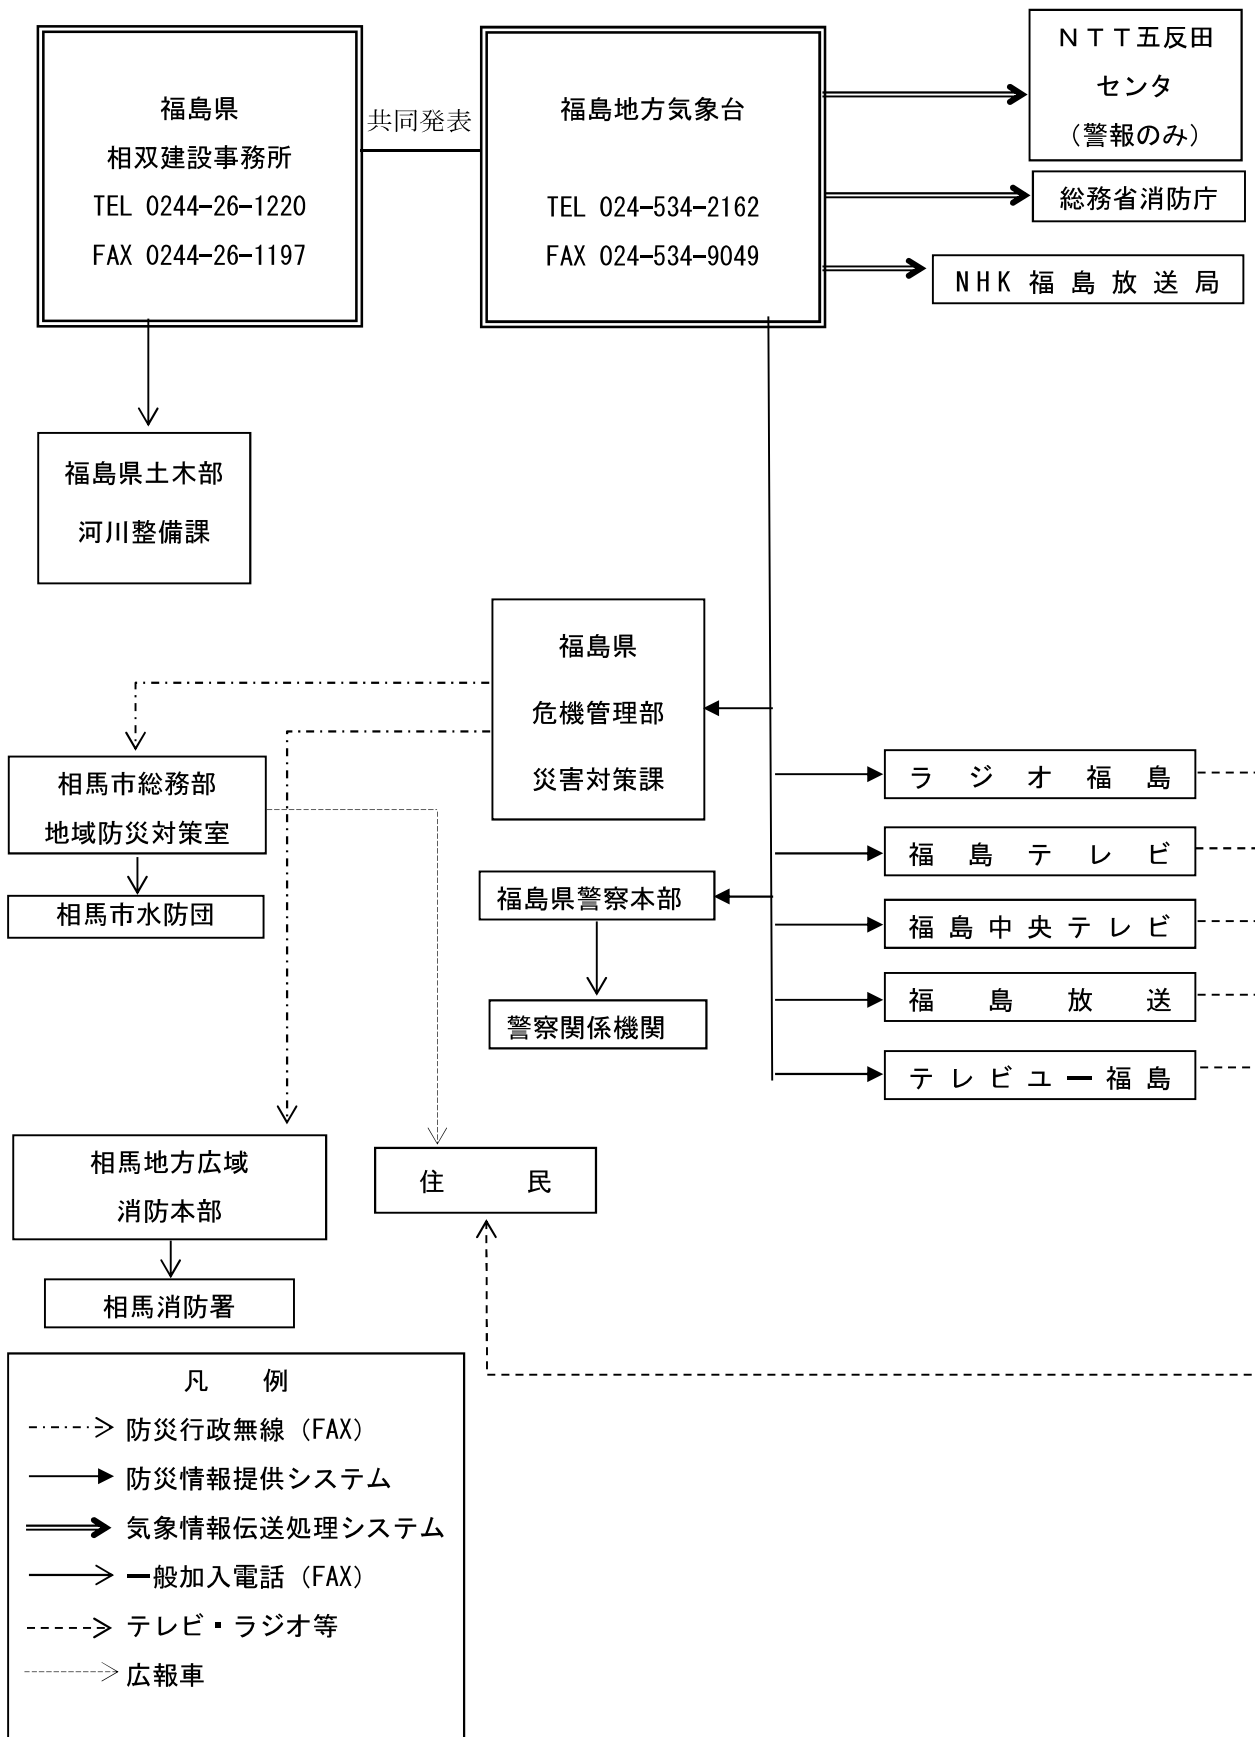 福島県
相双建設事務所
TEL 0244-26-1220
FAX 0244-26-1197
共同発表
福島地方気象台
TEL 024-534-2162
FAX 024-534-9049
ＮＴＴ五反田
センタ
（警報のみ）
総務省消防庁
NHK 福島放送局
福島県土木部
河川整備課
福島県
危機管理部
災害対策課
相馬市総務部
地域防災対策室
相馬市水防団
福島県警察本部
警察関係機関
ラジオ福島
福島テレビ
福島中央テレビ
福島放送
テレビユー福島
相馬地方広域
消防本部
相馬消防署
住民
凡例
防災行政無線（FAX）
防災情報提供システム
気象情報伝送処理システム
一般加入電話（FAX）
テレビ・ラジオ等
広報車